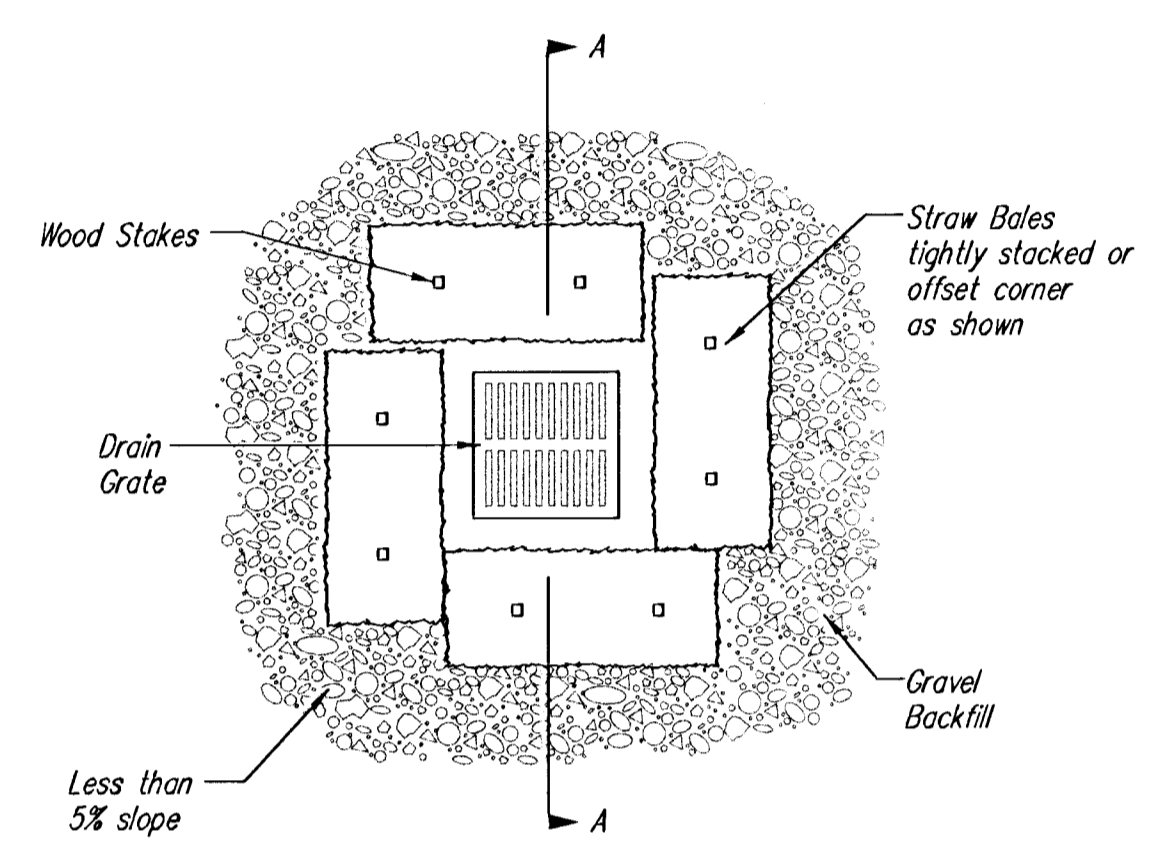 A
Wood Stakes
Straw Bales
tightly stacked or
offset corner
as shown
Drain
Grate
Gravel
Backfill
Less than
5% slope
A